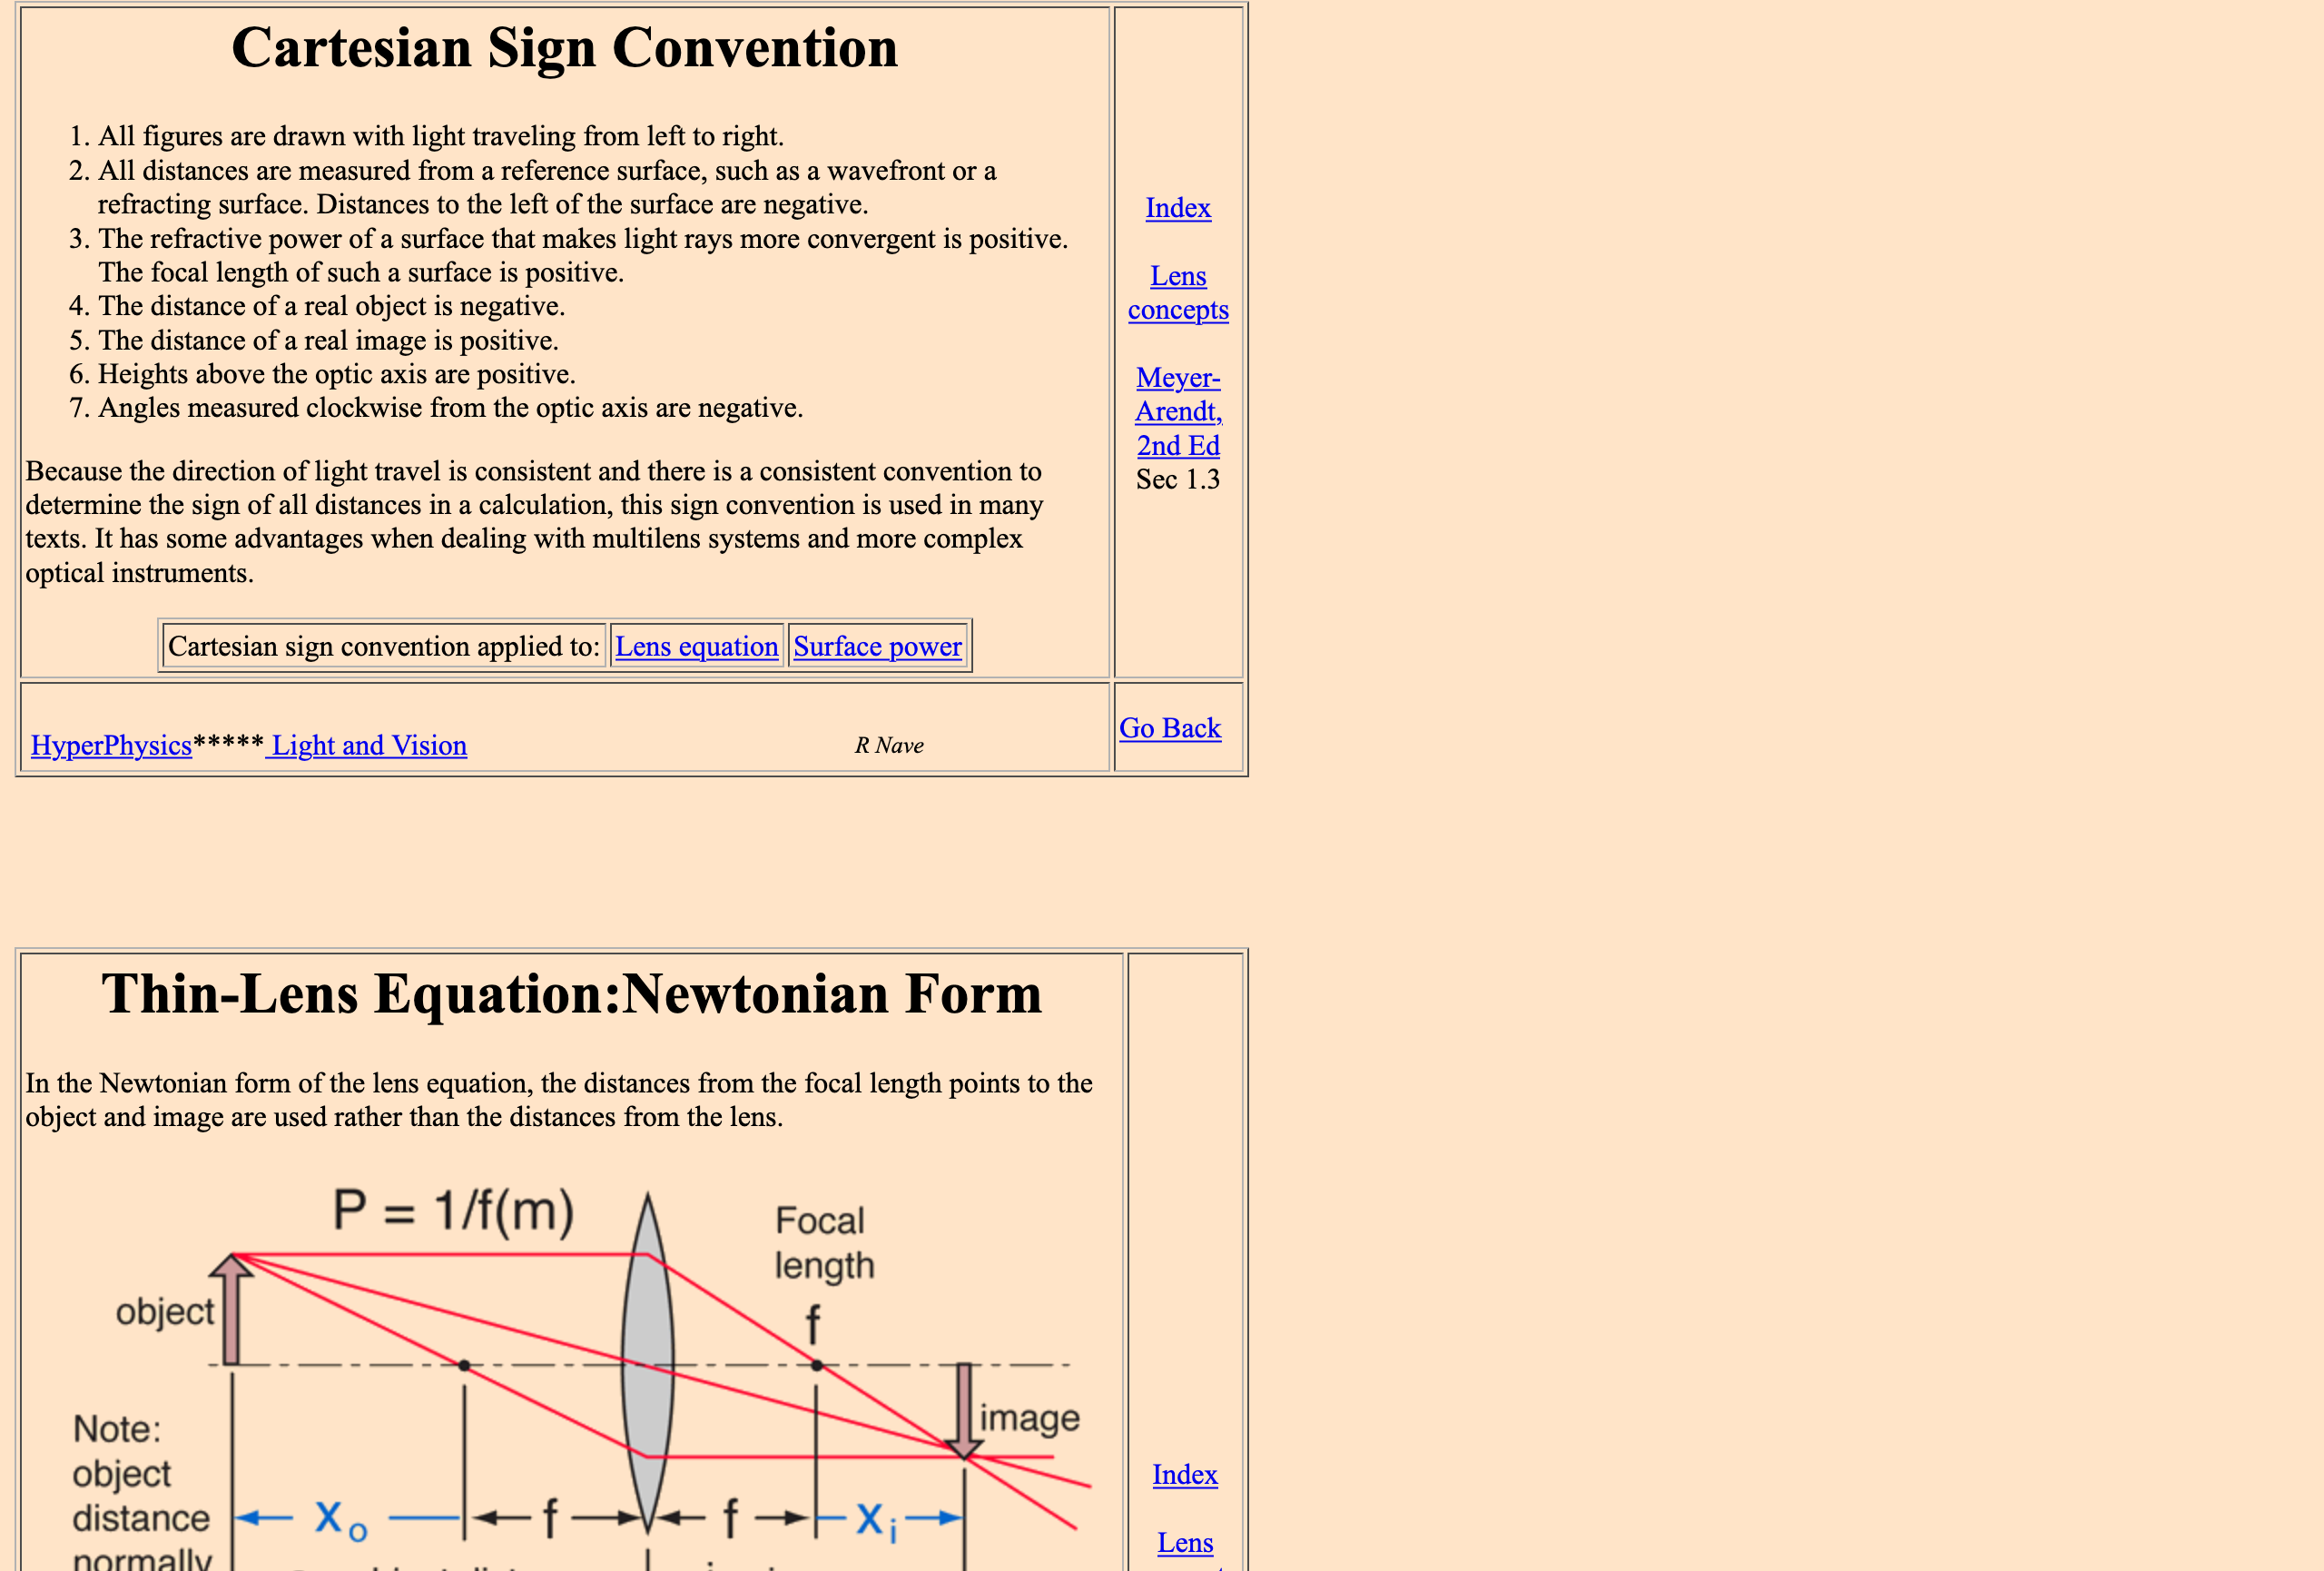 Cartesian Sign Convention
1. All figures are drawn with light traveling from left to right.
2. All distances are measured from a reference surface, such as a wavefront or a
refracting surface. Distances to the left of the surface are negative.
3. The refractive power of a surface that makes light rays more convergent is positive.
The focal length of such a surface is positive.
4. The distance of a real object is negative.
5. The distance of a real image is positive.
6. Heights above the optic axis are positive.
7. Angles measured clockwise from the optic axis are negative.
Because the direction of light travel is consistent and there is a consistent convention to
determine the sign of all distances in a calculation, this sign convention is used in many
texts. It has some advantages when dealing with multilens systems and more complex
optical instruments.
Cartesian sign convention applied to: Lens equation Surface power
Index
Lens
concepts
Meyer-
Arendt,
2nd Ed
Sec 1.3
HyperPhysics***** Light and Vision R Nave
Go Back
Thin-Lens Equation:Newtonian Form
In the Newtonian form of the lens equation, the distances from the focal length points to the
object and image are used rather than the distances from the lens.
P = 1/f(m)
Focal
length
f
object
image
Note:
object
distance
normally
xo f f xi
Index
Lens